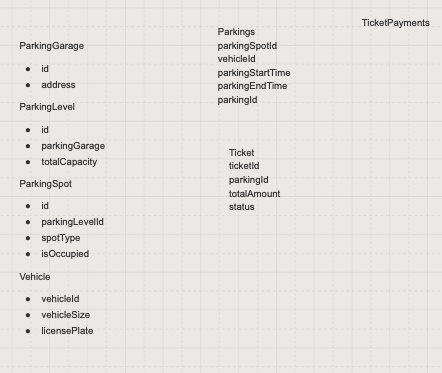 ParkingGarage
● id
● address
ParkingLevel
● id
● parkingGarage
● totalCapacity
ParkingSpot
● id
● parkingLevelId
● spotType
● isOccupied
Vehicle
● vehicleId
● vehicleSize
● licensePlate
Parkings
parkingSpotId
vehicleId
parkingStartTime
parkingEndTime
parkingId
Ticket
ticketId
parkingId
totalAmount
status
TicketPayments